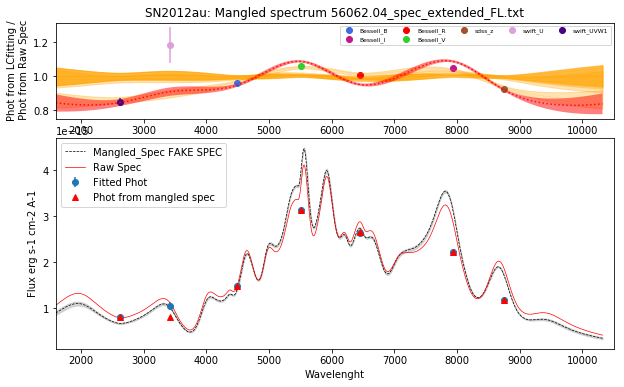 SN2012au: Mangled spectrum 56062.04_spec_extended_FL.txt
Phot from LCfitting /
Phot from Raw Spec
1.2
1.0
0.8
Bessell_B
Bessell_I
Bessell_R
Bessell_V
sdss_z
swift_U
swift_UVW1
2000 3000 4000 5000 6000 7000 8000 9000 10000
Flux erg s-1 cm-2 A-1
4
3
2
1
Mangled_Spec FAKE SPEC
Raw Spec
Fitted Phot
Phot from mangled spec
2000 3000 4000 5000 6000 7000 8000 9000 10000
Wavelenght